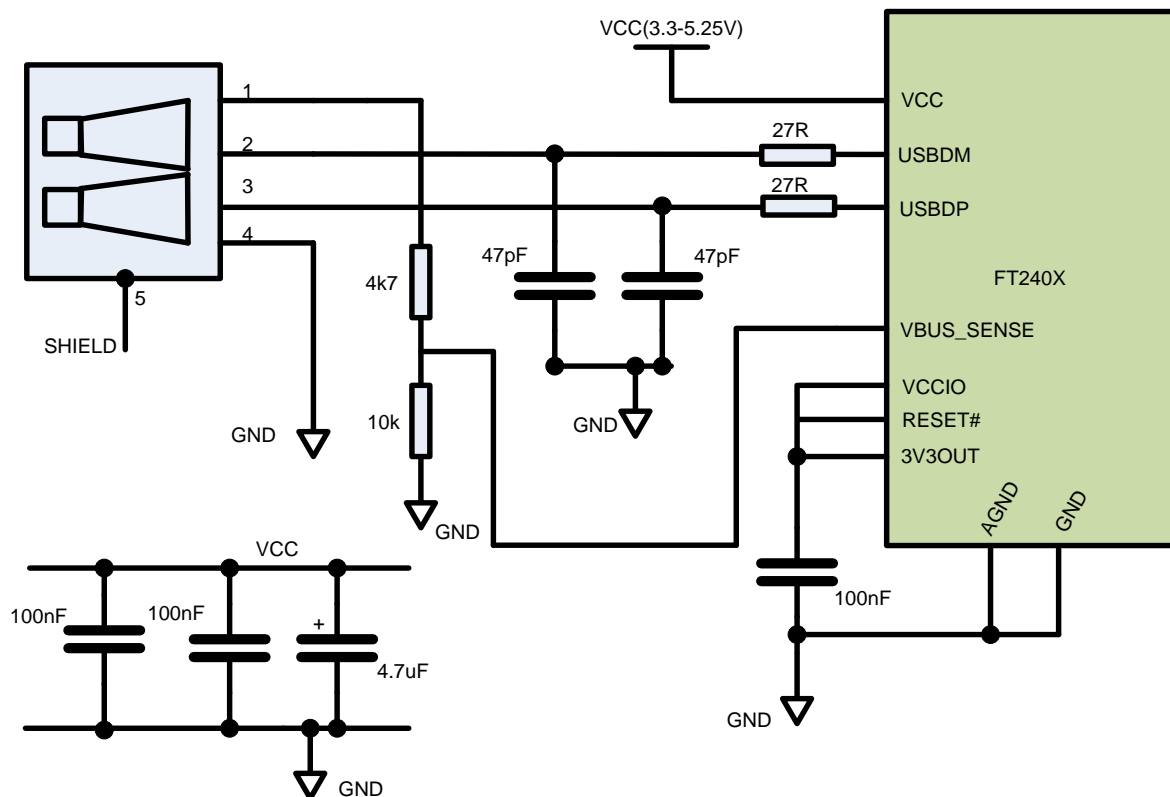 VCC(3.3-5.25V)
1
VCC
2
27R
USBDM
3
27R
USBDP
4
47pF
47pF
4k7
FT240X
5
SHIELD
VBUS_SENSE
VCCIO
10k
RESET#
GND
GND
3V3OUT
AGND
GND
GND
VCC
100nF
100nF
100nF
+
4.7uF
GND
GND